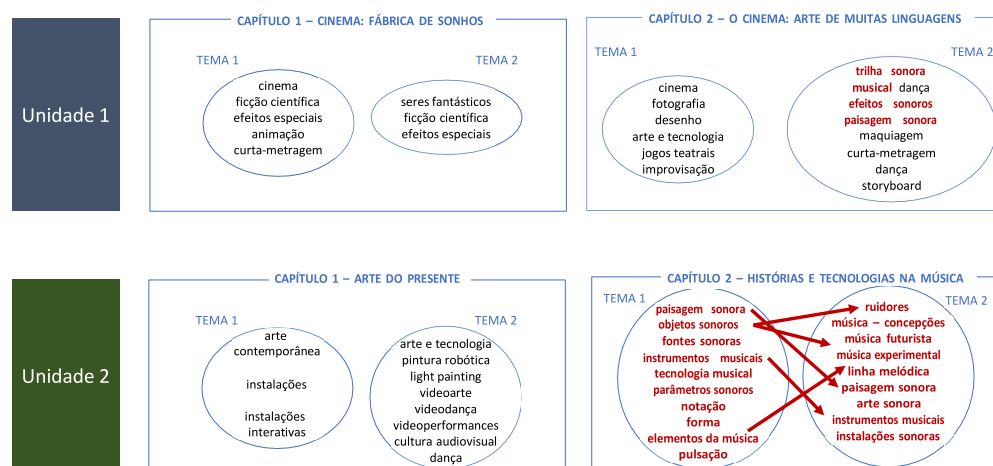 Unidade 1
CAPÍTULO 1 – CINEMA: FÁBRICA DE SONHOS
TEMA 1
cinema
ficção científica
efeitos especiais
animação
curta-metragem
TEMA 2
seres fantásticos
ficção científica
efeitos especiais
CAPÍTULO 2 – O CINEMA: ARTE DE MUITAS LINGUAGENS
TEMA 1
cinema
fotografia
desenho
arte e tecnologia
jogos teatrais
improvisação
TEMA 2
trilha sonora
musical dança
efeitos sonoros
paisagem sonora
maquiagem
curta-metragem
dança
storyboard
Unidade 2
CAPÍTULO 1 – ARTE DO PRESENTE
TEMA 1
arte
contemporânea
instalações
instalações
interativas
TEMA 2
arte e tecnologia
pintura robótica
light painting
videoarte
videodança
videoperformances
cultura audiovisual
dança
CAPÍTULO 2 – HISTÓRIAS E TECNOLOGIAS NA MÚSICA
TEMA 1
paisagem sonora
objetos sonoros
fontes sonoras
instrumentos musicais
tecnologia musical
parâmetros sonoros
notação
forma
elementos da música
pulsação
TEMA 2
ruidores
música – concepções
música futurista
música experimental
linha melódica
paisagem sonora
arte sonora
instrumentos musicais
instalações sonoras